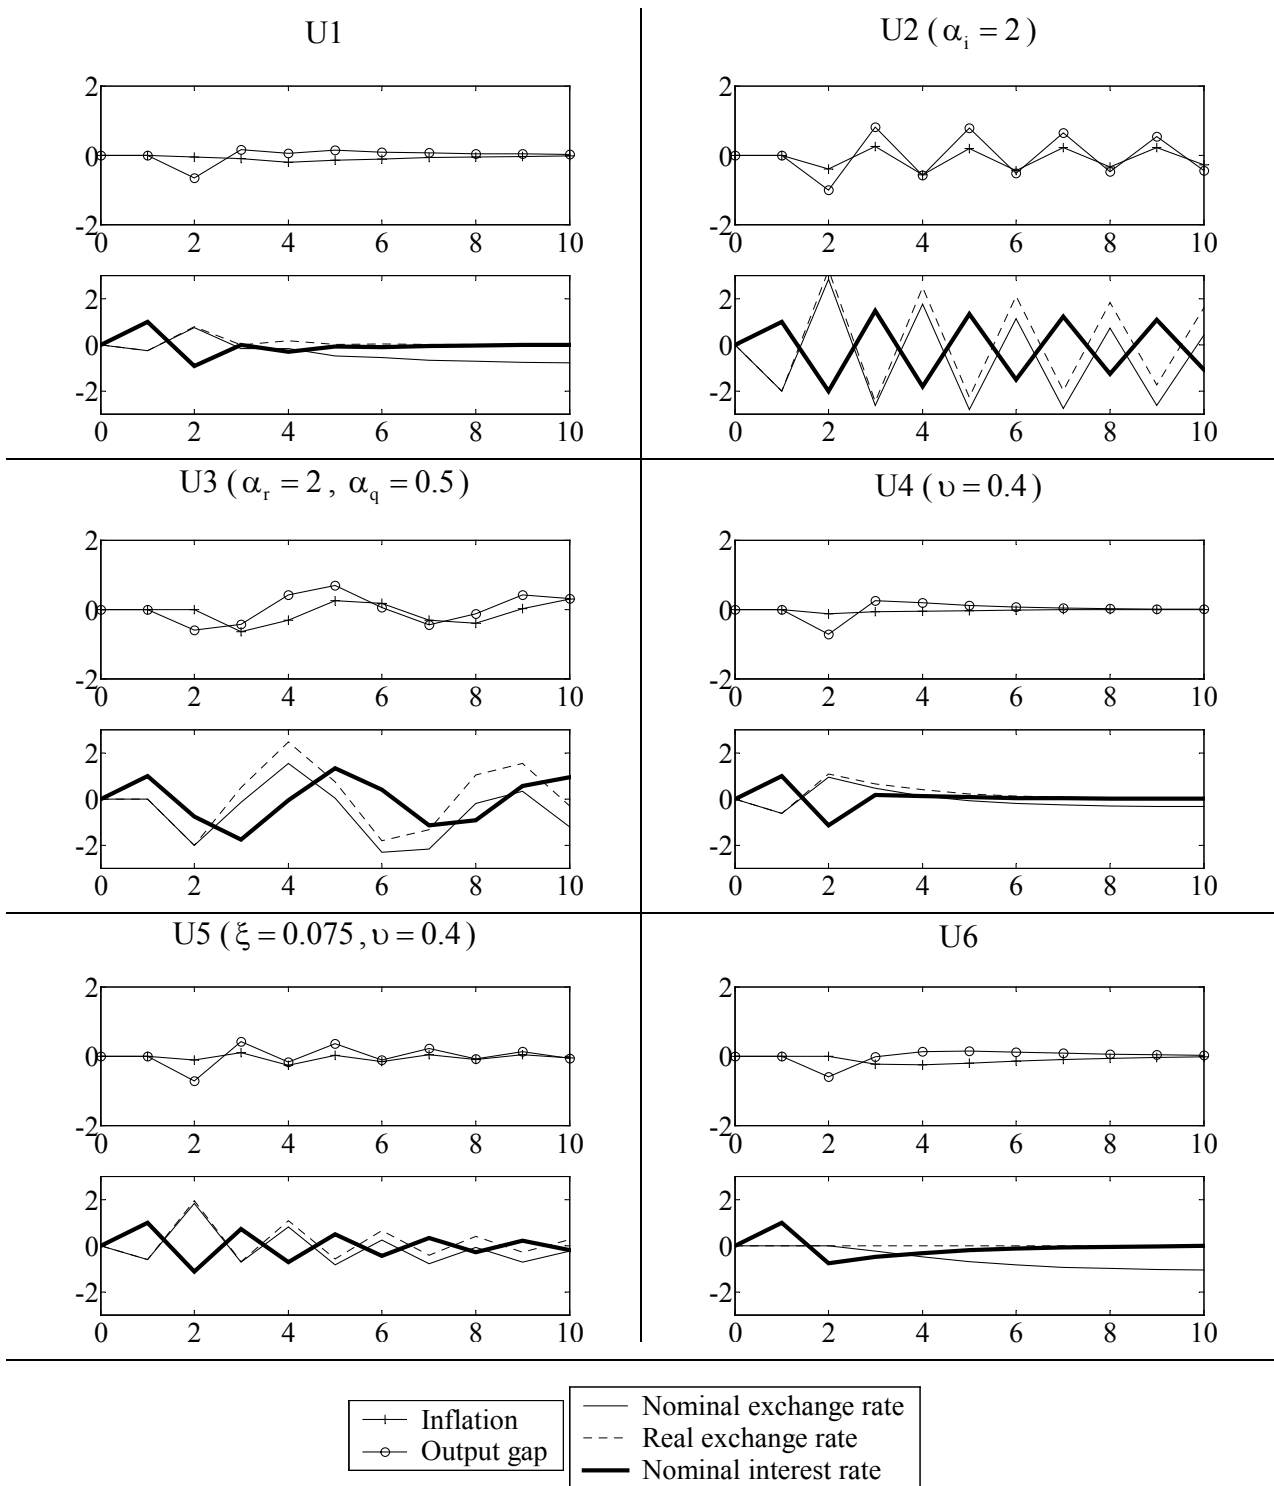 U1
2
0
-2
0 2 4 6 8 10
2
0
-2
0 2 4 6 8 10
U2 ( αi = 2 )
2
0
-2
0 2 4 6 8 10
2
0
-2
0 2 4 6 8 10
U3 ( αr = 2 , αq = 0.5 )
2
0
-2
0 2 4 6 8 10
2
0
-2
0 2 4 6 8 10
U4 ( υ = 0.4 )
2
0
-2
0 2 4 6 8 10
2
0
-2
0 2 4 6 8 10
U5 ( ξ = 0.075 , υ = 0.4 )
2
0
-2
0 2 4 6 8 10
2
0
-2
0 2 4 6 8 10
U6
2
0
-2
0 2 4 6 8 10
2
0
-2
0 2 4 6 8 10
Inflation
Output gap
Nominal exchange rate
Real exchange rate
Nominal interest rate